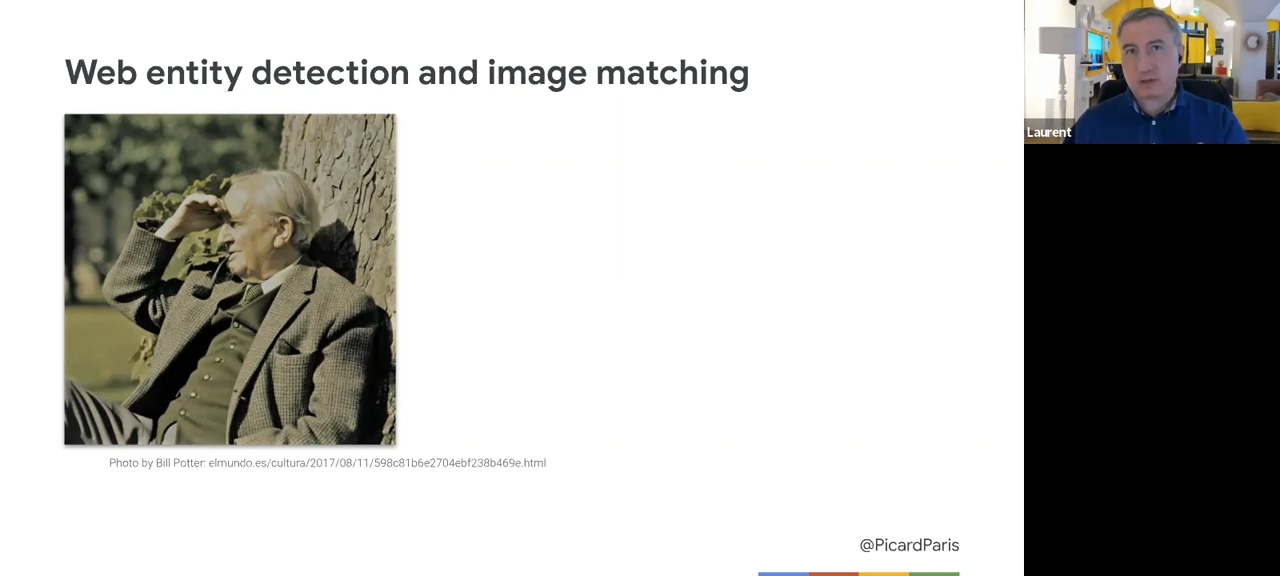 Web entity detection and image matching
Laurent
Photo by Bill Potter: elmundo.es/cultura/2017/08/11/598c81b6e2704ebf238b469e.html
@PicardParis